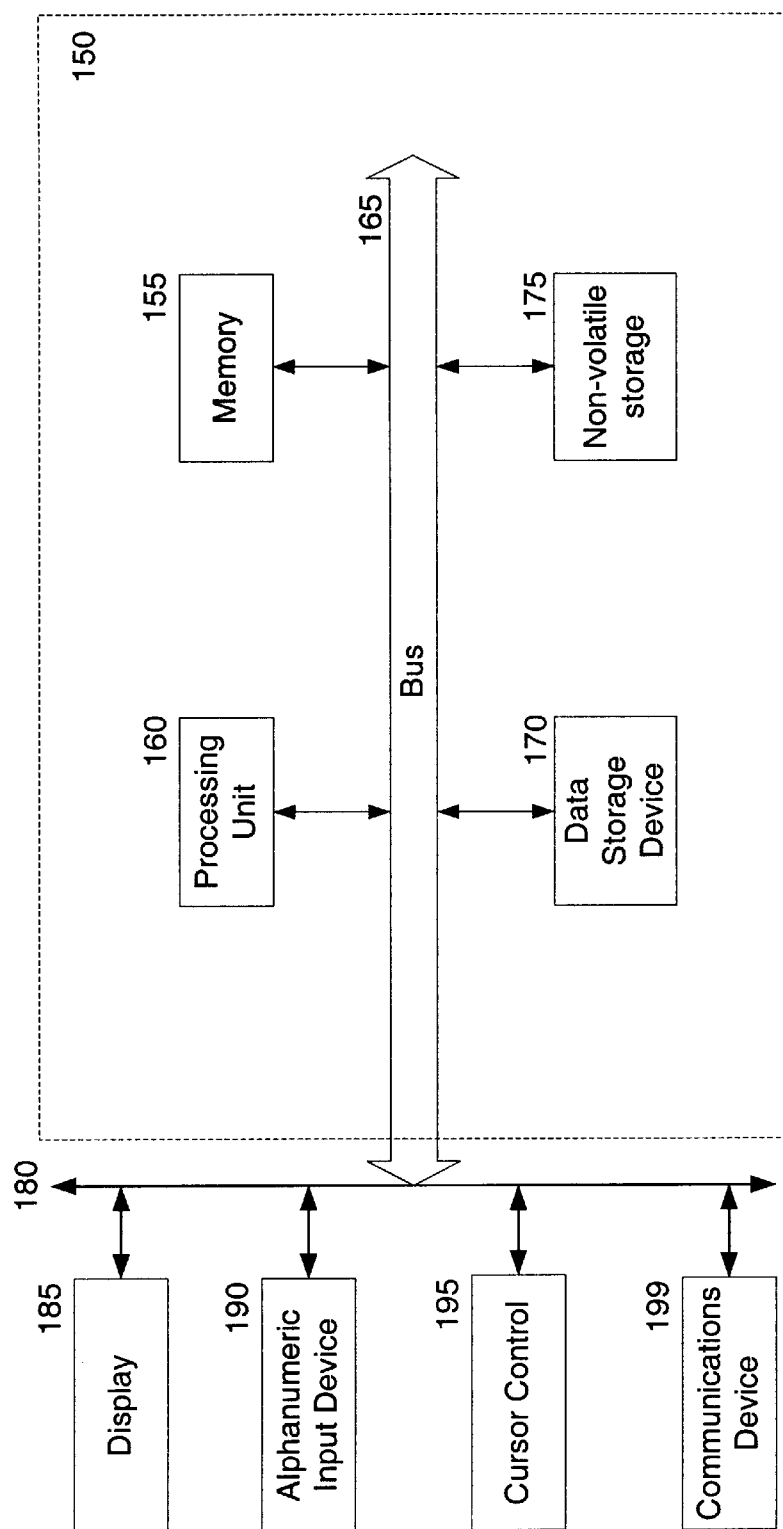 150
180
185
Display
190
Alphanumeric
Input Device
195
Cursor Control
199
Communications
Device
160
Processing
Unit
155
Memory
165
Bus
170
Data
Storage
Device
175
Non-volatile
storage